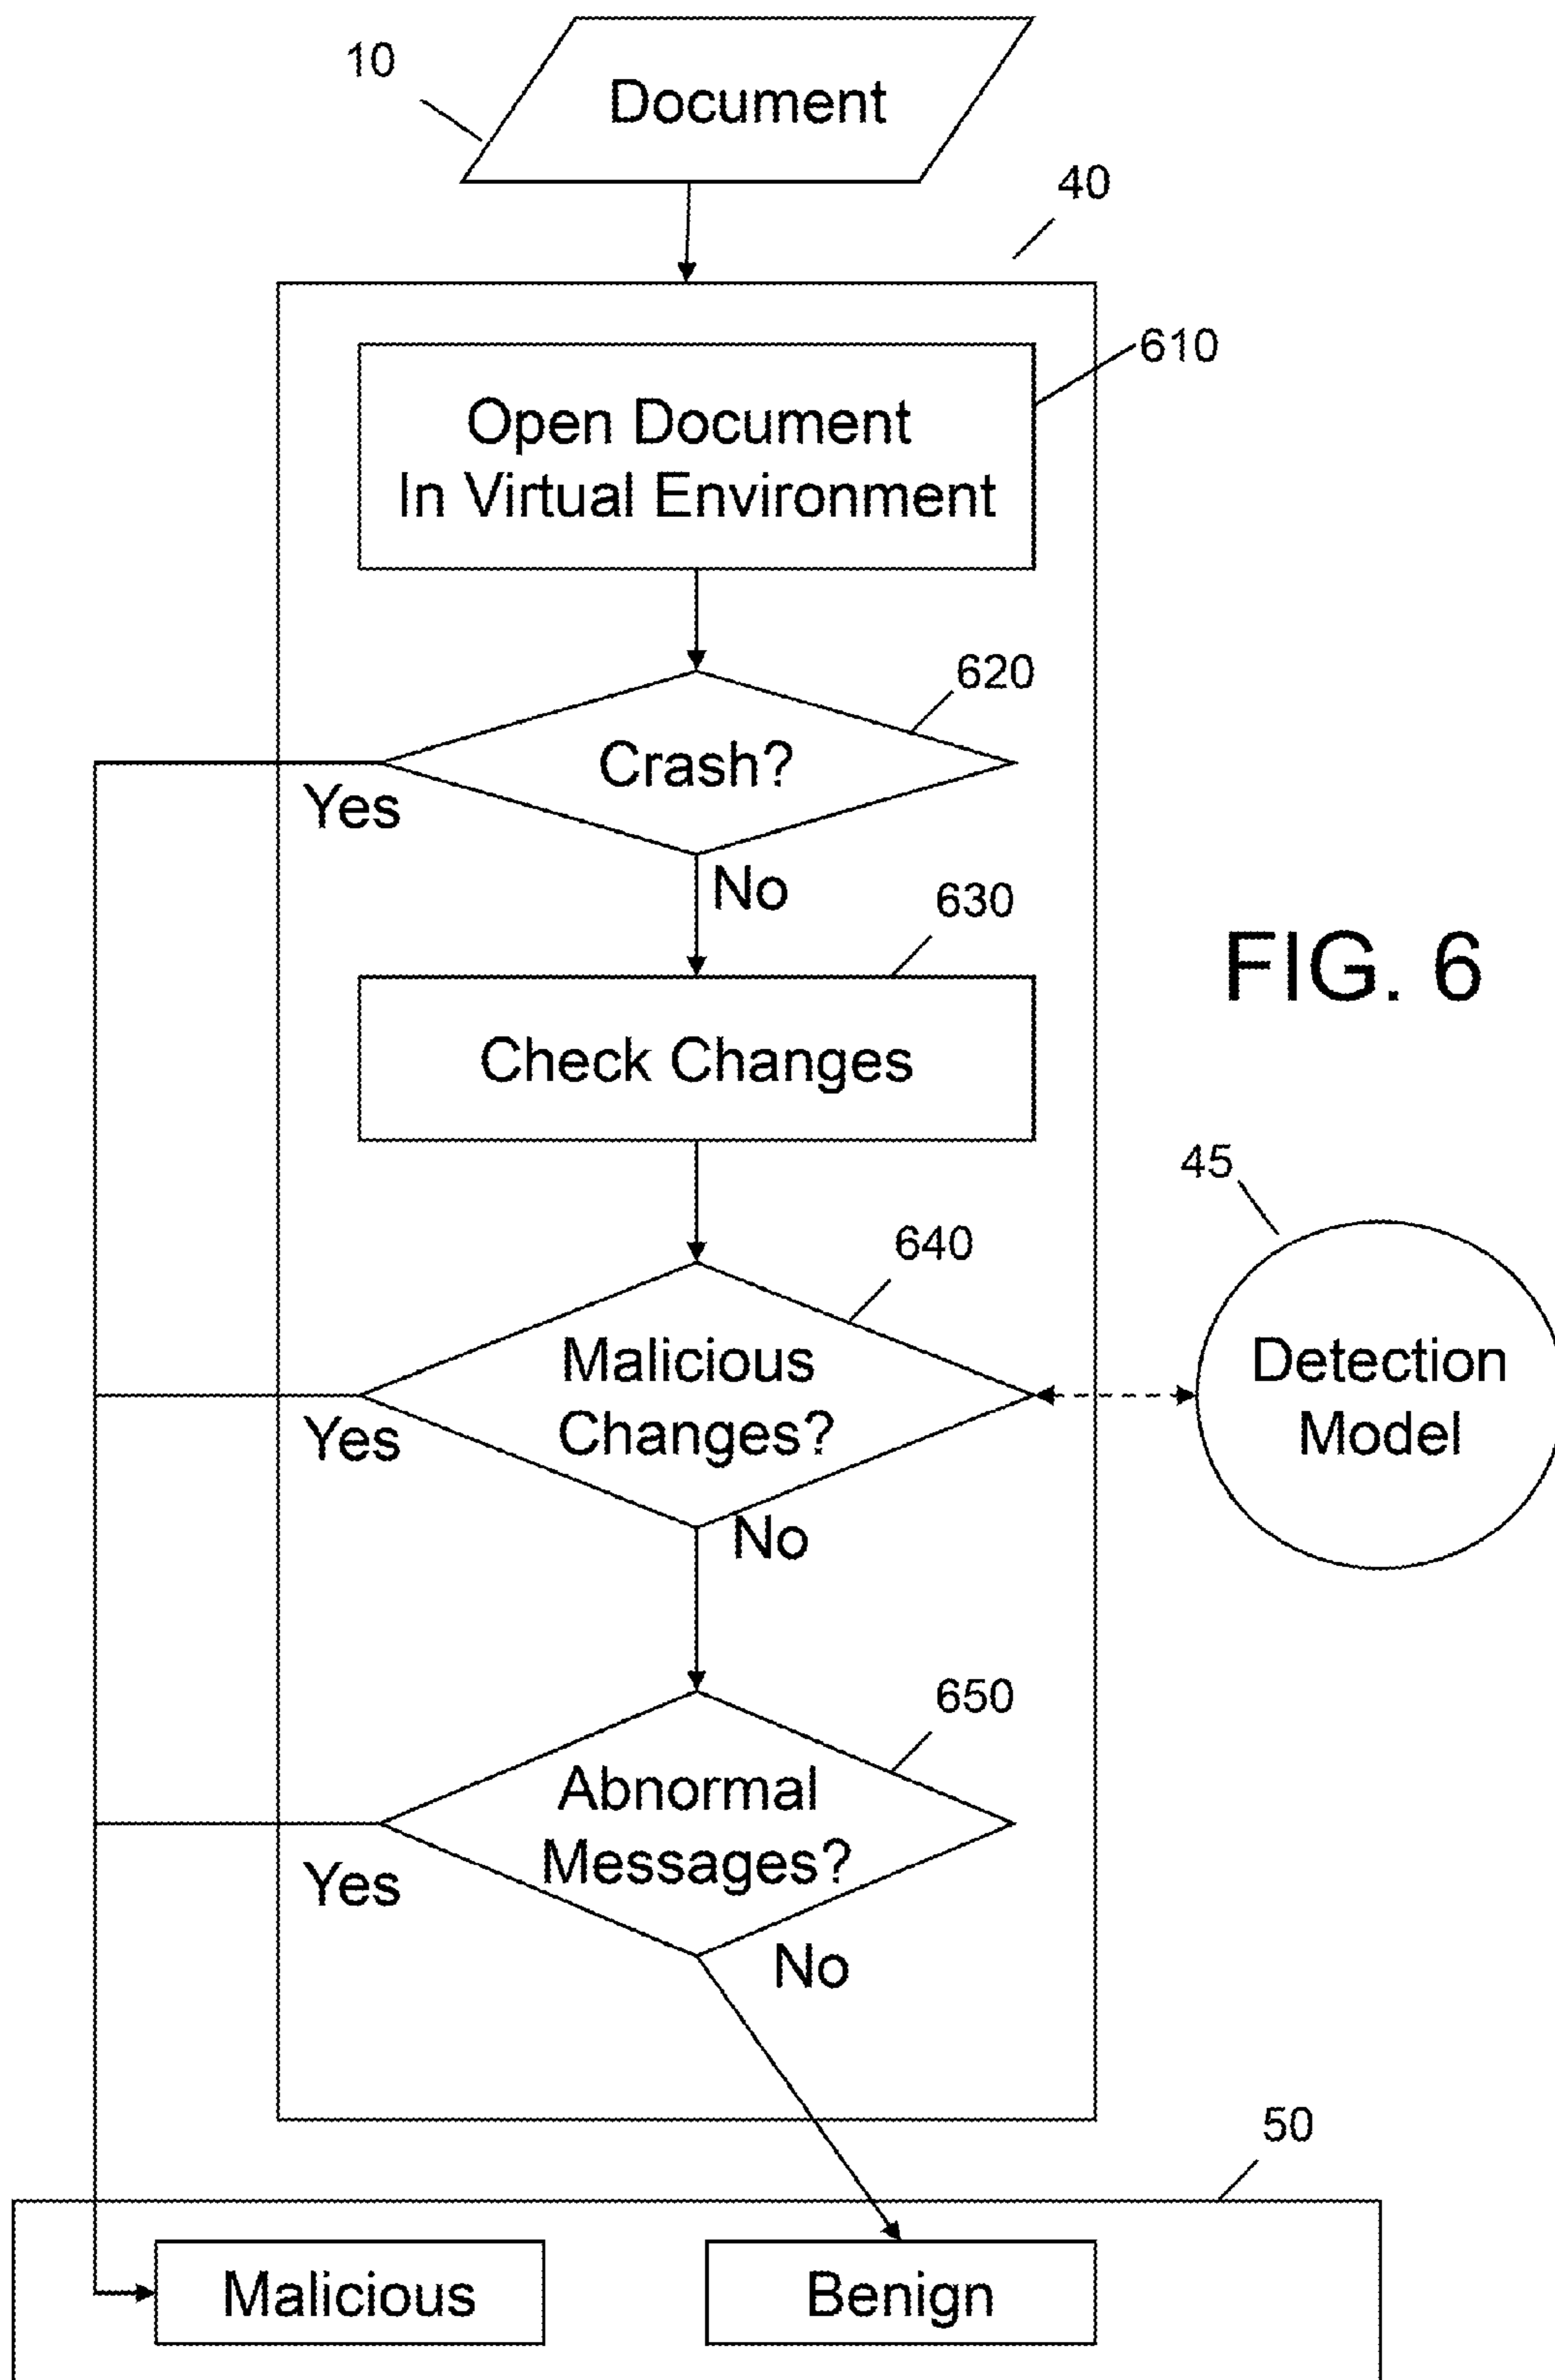 10
Document
40
610
Open Document
In Virtual Environment
620
Crash?
Yes
No
630
FIG. 6
Check Changes
45
640
Malicious
Changes?
Detection
Model
Yes
No
650
Abnormal
Messages?
Yes
No
50
Malicious
Benign